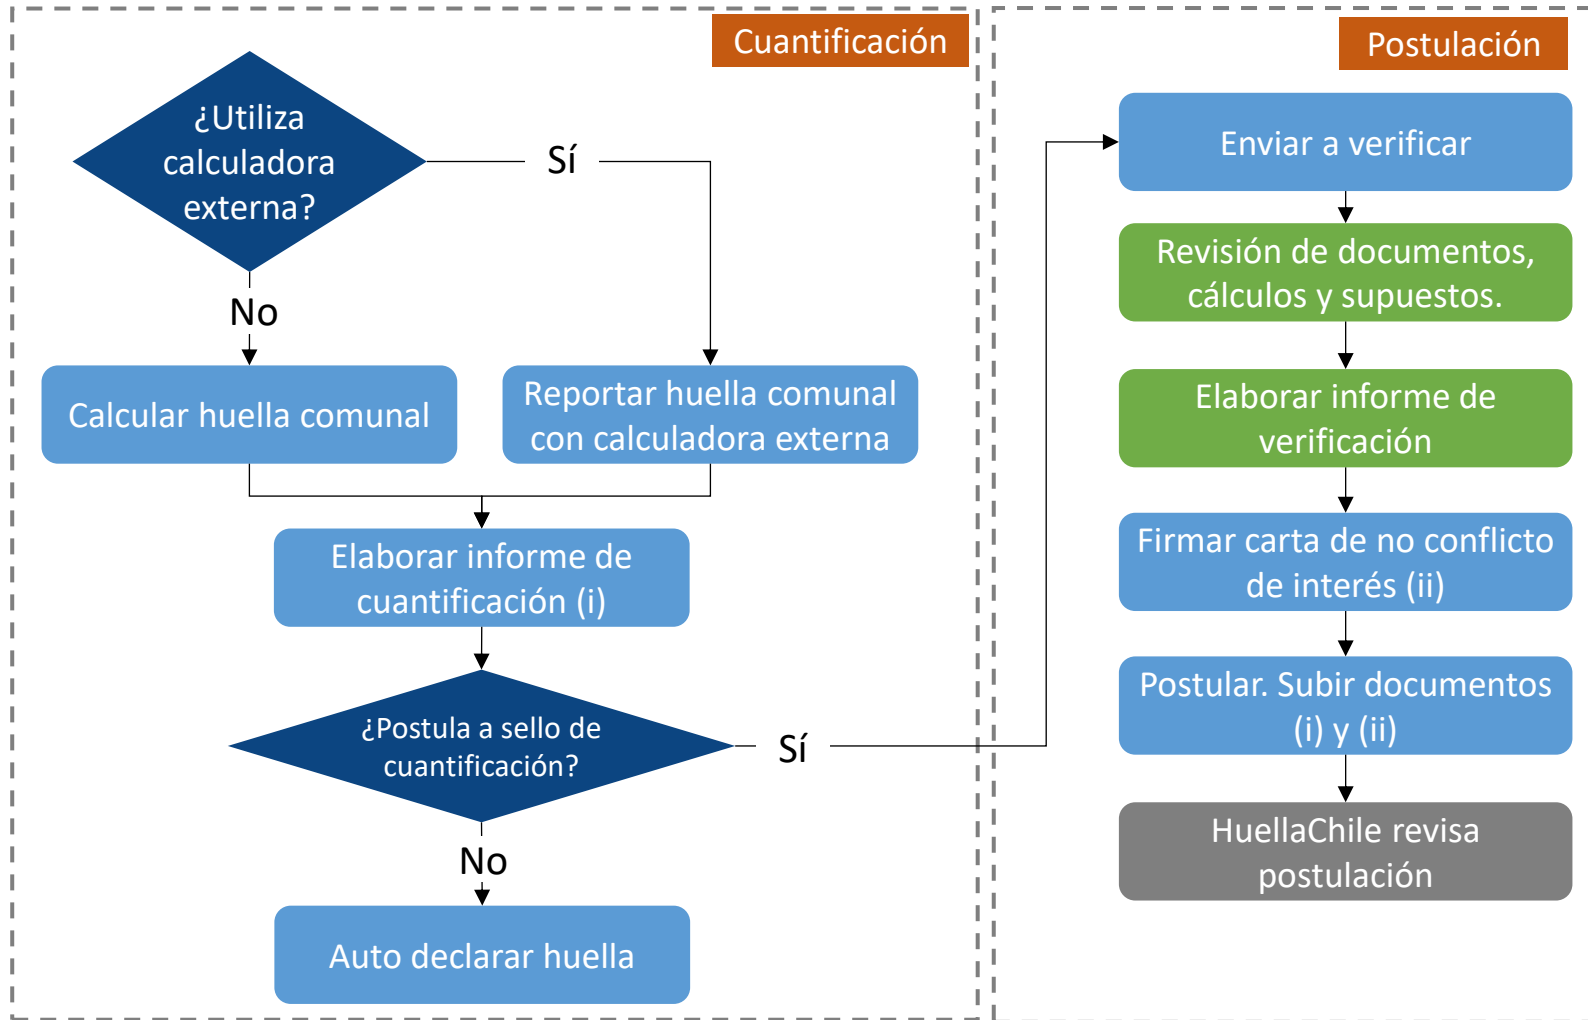 Cuantificación
¿Utiliza
calculadora
externa?
Sí
No
Calcular huella comunal
Reportar huella comunal
con calculadora externa
Elaborar informe de
cuantificación (i)
¿Postula a sello de
cuantificación?
Sí
No
Auto declarar huella
Postulación
Enviar a verificar
Revisión de documentos,
cálculos y supuestos.
Elaborar informe de
verificación
Firmar carta de no conflicto
de interés (ii)
Postular. Subir documentos
(i) y (ii)
HuellaChile revisa
postulación